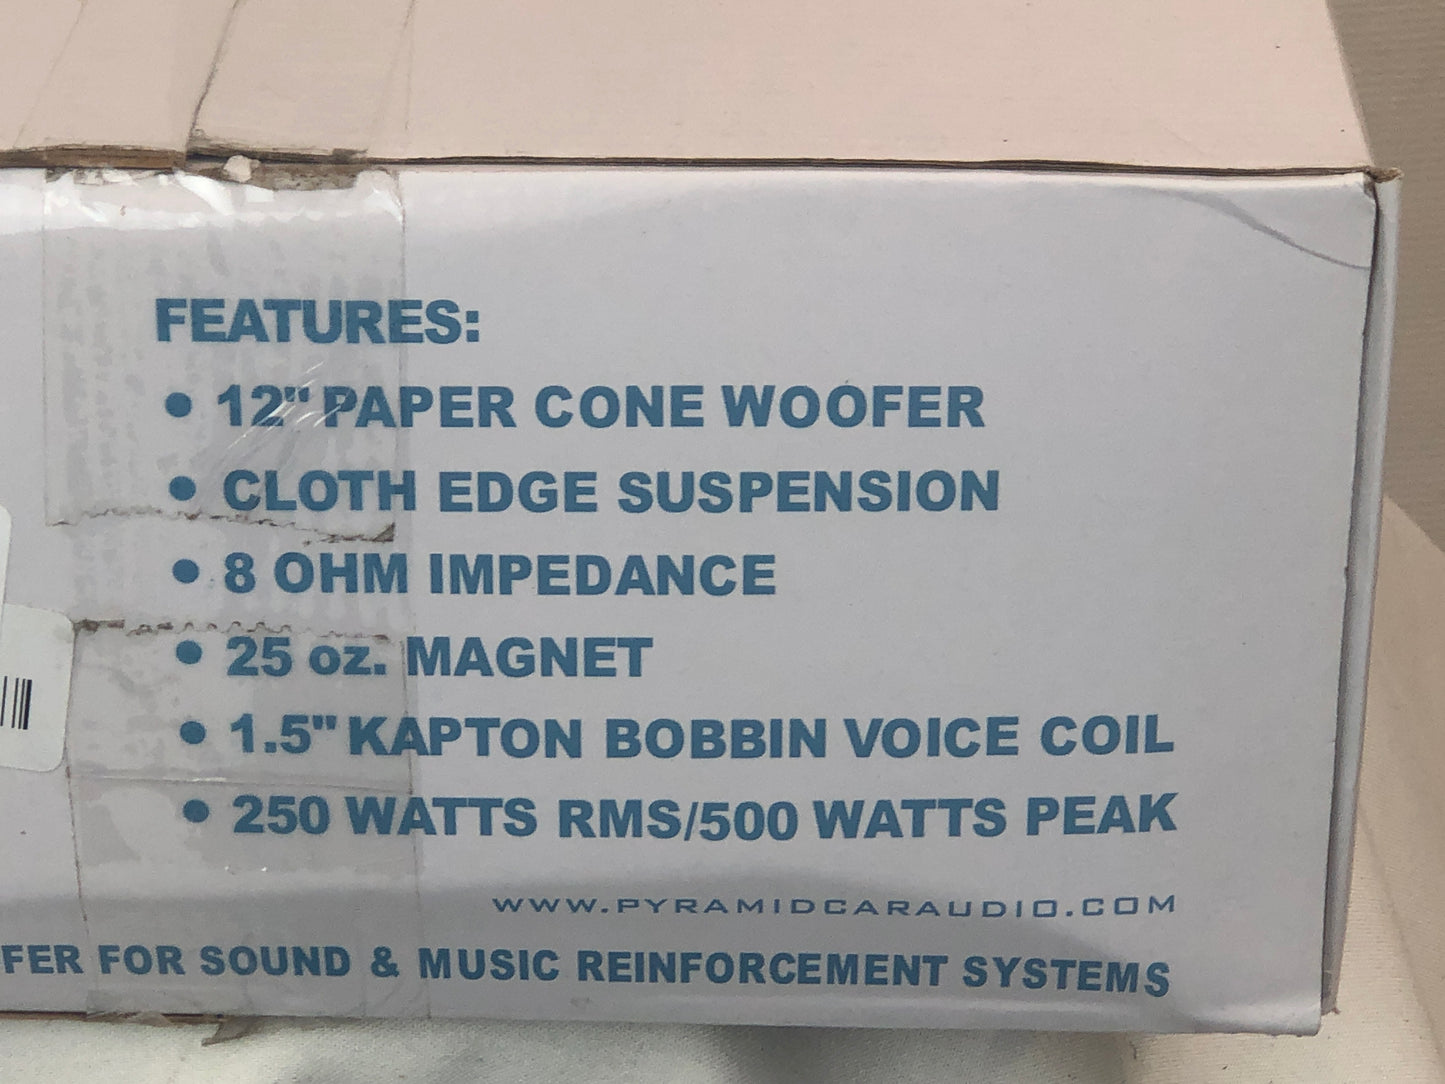 FEATURES:
• 12" PAPER CONE WOOFER
• CLOTH EDGE SUSPENSION
• 8 OHM IMPEDANCE
• 25 oz. MAGNET
• 1.5" KAPTON BOBBIN VOICE COIL
• 250 WATTS RMS/500 WATTS PEAK
WWW.PYRAMIDCARAUDIO.COM
FER FOR SOUND & MUSIC REINFORCEMENT SYSTEMS